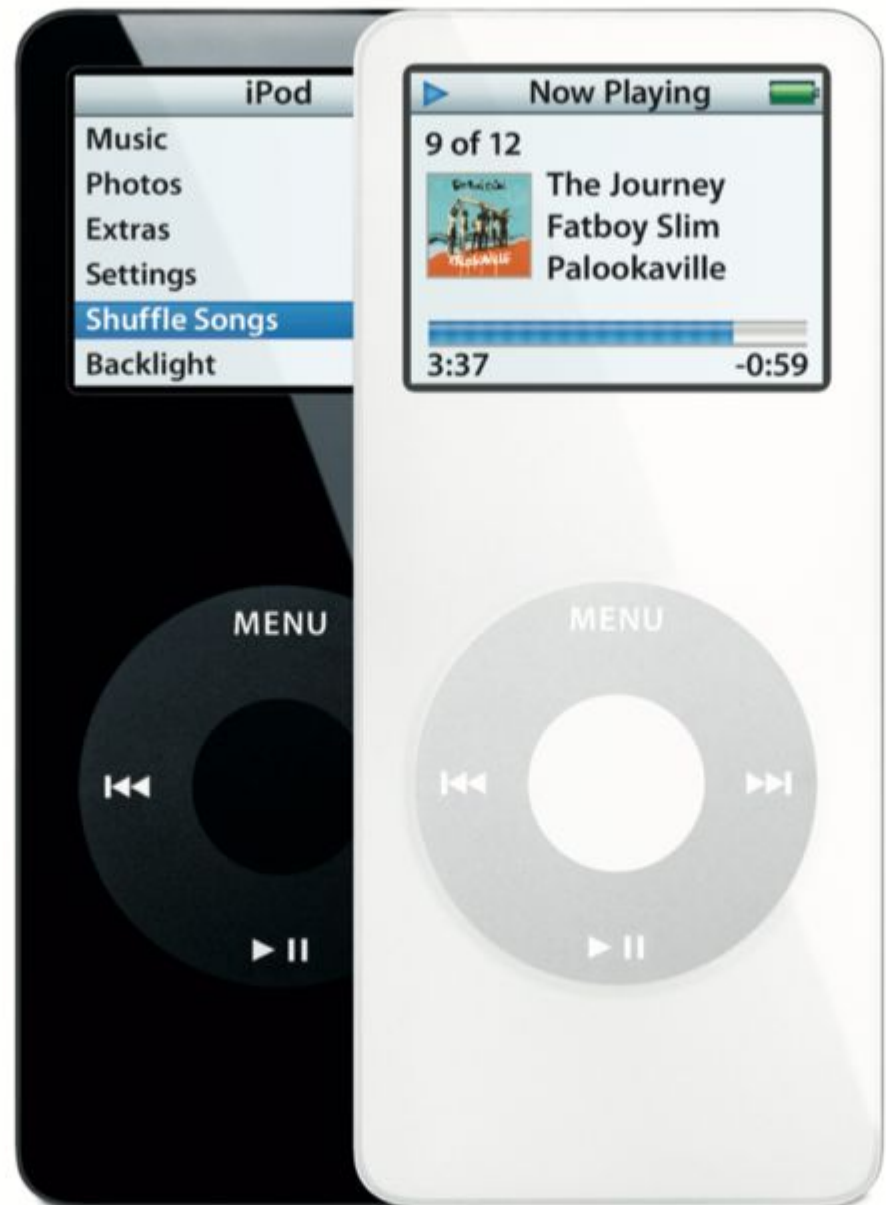 iPod
Music
Photos
Extras
Settings
Shuffle Songs
Backlight
MENU
Now Playing
9 of 12
The Journey
Fatboy Slim
Palookaville
3:37 -0:59
MENU